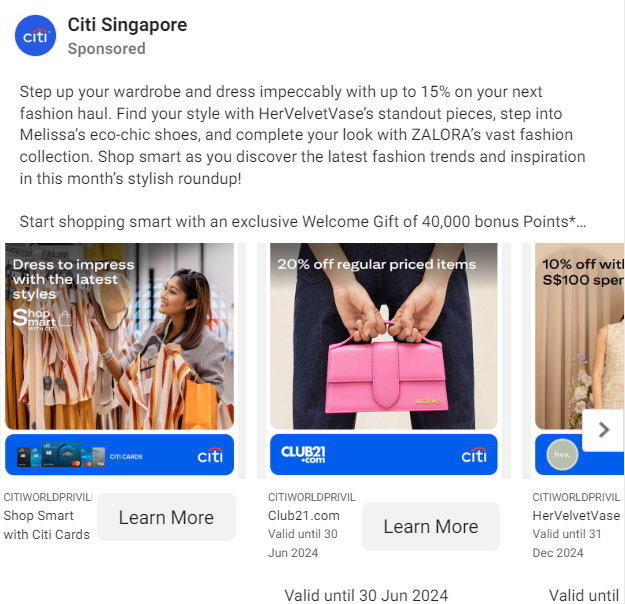 citi
Citi Singapore
Sponsored
Step up your wardrobe and dress impeccably with up to 15% on your next
fashion haul. Find your style with HerVelvetVase's standout pieces, step into
Melissa's eco-chic shoes, and complete your look with ZALORA's vast fashion
collection. Shop smart as you discover the latest fashion trends and inspiration
in this month's stylish roundup!
Start shopping smart with an exclusive Welcome Gift of 40,000 bonus Points*...
Dress to impress
with the latest
styles
Shop
Smart
WITH CITI
CITI CARDS
citi
CITIWORLDPRIVIL
Shop Smart
with Citi Cards
Learn More
20% off regular priced items
CLUB21
.com
citi
CITIWORLDPRIVIL
Club21.com
Valid until 30
Jun 2024
Learn More
Valid until 30 Jun 2024
10% off with
S$100 spen
hvv.
CITIWORLDPRIVIL
HerVelvetVase
Valid until 31
Dec 2024
Valid until